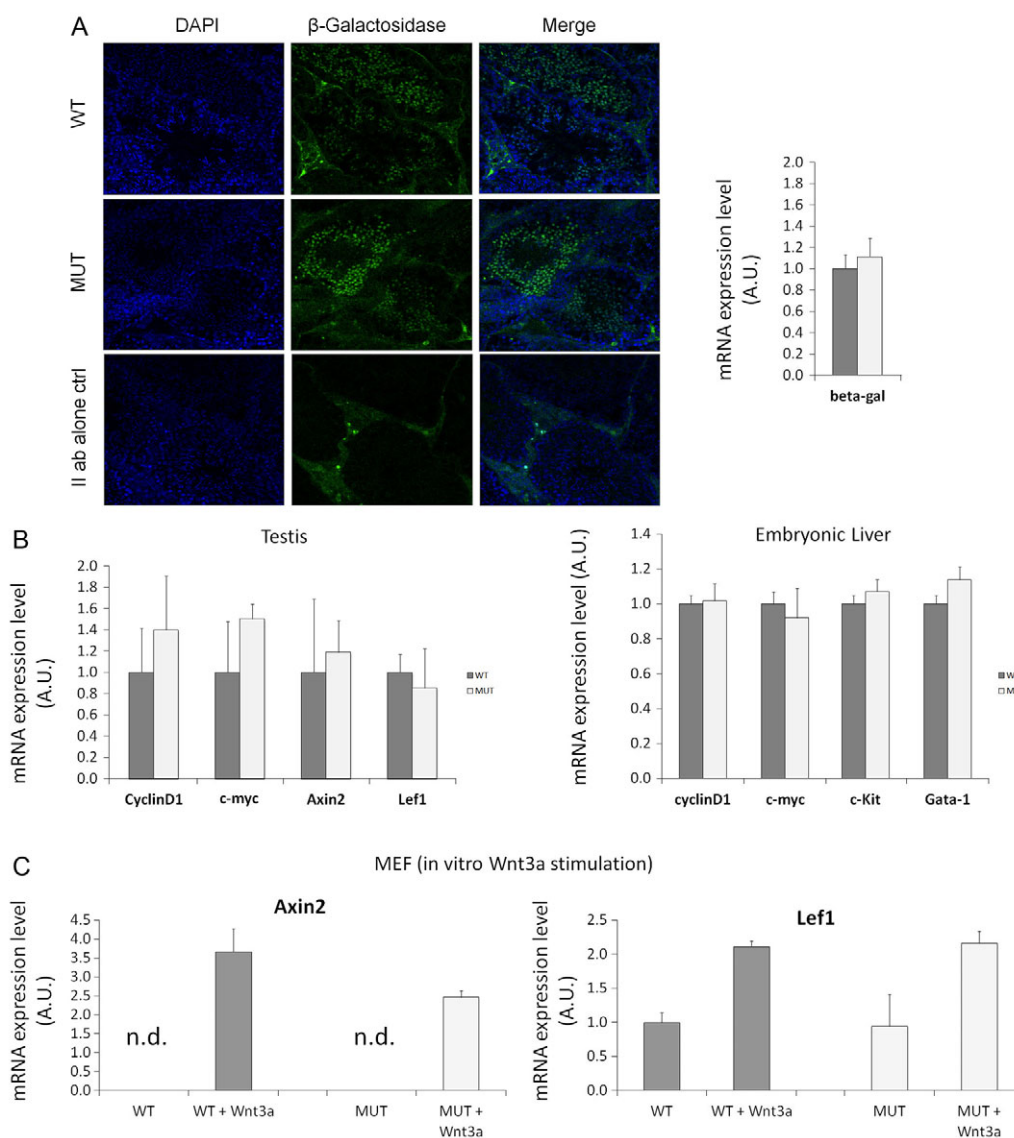 A
DAPI
β-Galactosidase
Merge
WT
MUT
II ab alone ctrl
mRNA expression level
(A.U.)
2.0
1.8
1.6
1.4
1.2
1.0
0.8
0.6
0.4
0.2
0.0
beta-gal
B
Testis
mRNA expression level
(A.U.)
2.0
1.8
1.6
1.4
1.2
1.0
0.8
0.6
0.4
0.2
0.0
CyclinD1
c-myc
Axin2
Lef1
WT
MUT
Embryonic Liver
mRNA expression level (A.U.)
1.4
1.2
1.0
0.8
0.6
0.4
0.2
0.0
cyclinD1
c-myc
c-Kit
Gata-1
C
MEF (in vitro Wnt3a stimulation)
Axin2
mRNA expression level
(A.U.)
4.5
4.0
3.5
3.0
2.5
2.0
1.5
1.0
0.5
0.0
n.d.
n.d.
WT
WT + Wnt3a
MUT
MUT +
Wnt3a
Lef1
mRNA expression level
(A.U.)
2.5
2.0
1.5
1.0
0.5
0.0
WT
WT + Wnt3a
MUT
MUT +
Wnt3a